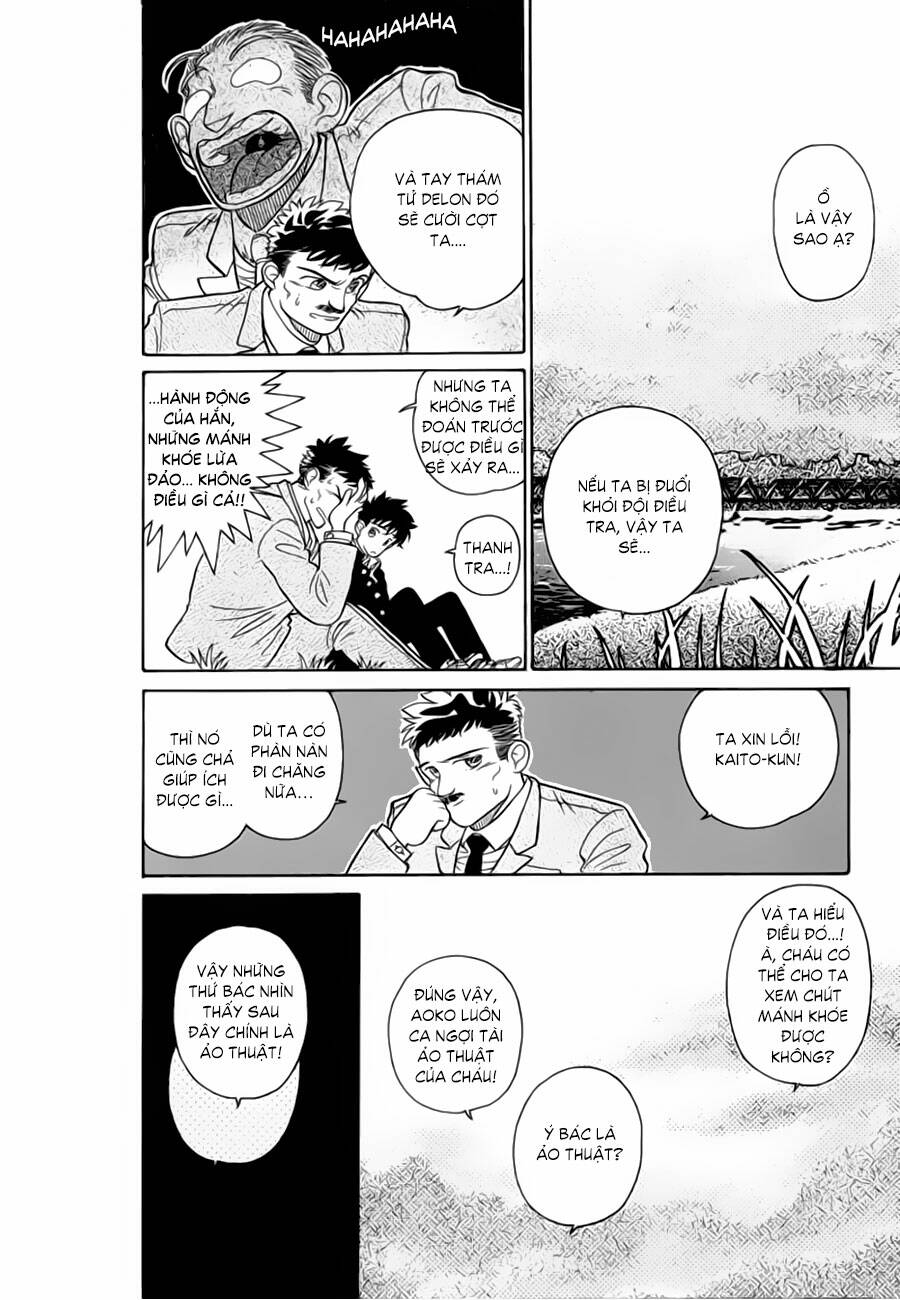 Ồ
LÀ VẬY
SAO Ạ?
NẾU TA BỊ ĐUỔI
KHỎI ĐỘI ĐIỀU
TRA, VẬY TA
SẼ...
HAHAHAHAHA
VÀ TAY THÁM
TỬ DELON ĐÓ
SẼ CƯỜI CỢT
TA....
NHƯNG TA
KHÔNG THỂ
ĐOÁN TRƯỚC
ĐƯỢC ĐIỀU GÌ
SẼ XẢY RA...
...HÀNH ĐỘNG
CỦA HẮN,
NHỮNG MÁNH
KHÓE LỪA
ĐẢO... KHÔNG
ĐIỀU GÌ CẢ!!
THANH
TRA...!
TA XIN LỖI!
KAITO-KUN!
DÙ TA CÓ
PHÀN NÀN
ĐI CHĂNG
NỮA...
THÌ NÓ
CŨNG CHẢ
GIÚP ÍCH
ĐƯỢC GÌ...
VÀ TA HIỂU
ĐIỀU ĐÓ...!
À, CHÁU CÓ
THỂ CHO TA
XEM CHÚT
MÁNH KHÓE
ĐƯỢC
KHÔNG?
Ý BÁC LÀ
ẢO THUẬT?
ĐÚNG VẬY,
AOKO LUÔN
CA NGỢI TÀI
ẢO THUẬT
CỦA CHÁU!
VẬY NHỮNG
THỨ BÁC NHÌN
THẤY SAU
ĐÂY CHÍNH LÀ
ẢO THUẬT!